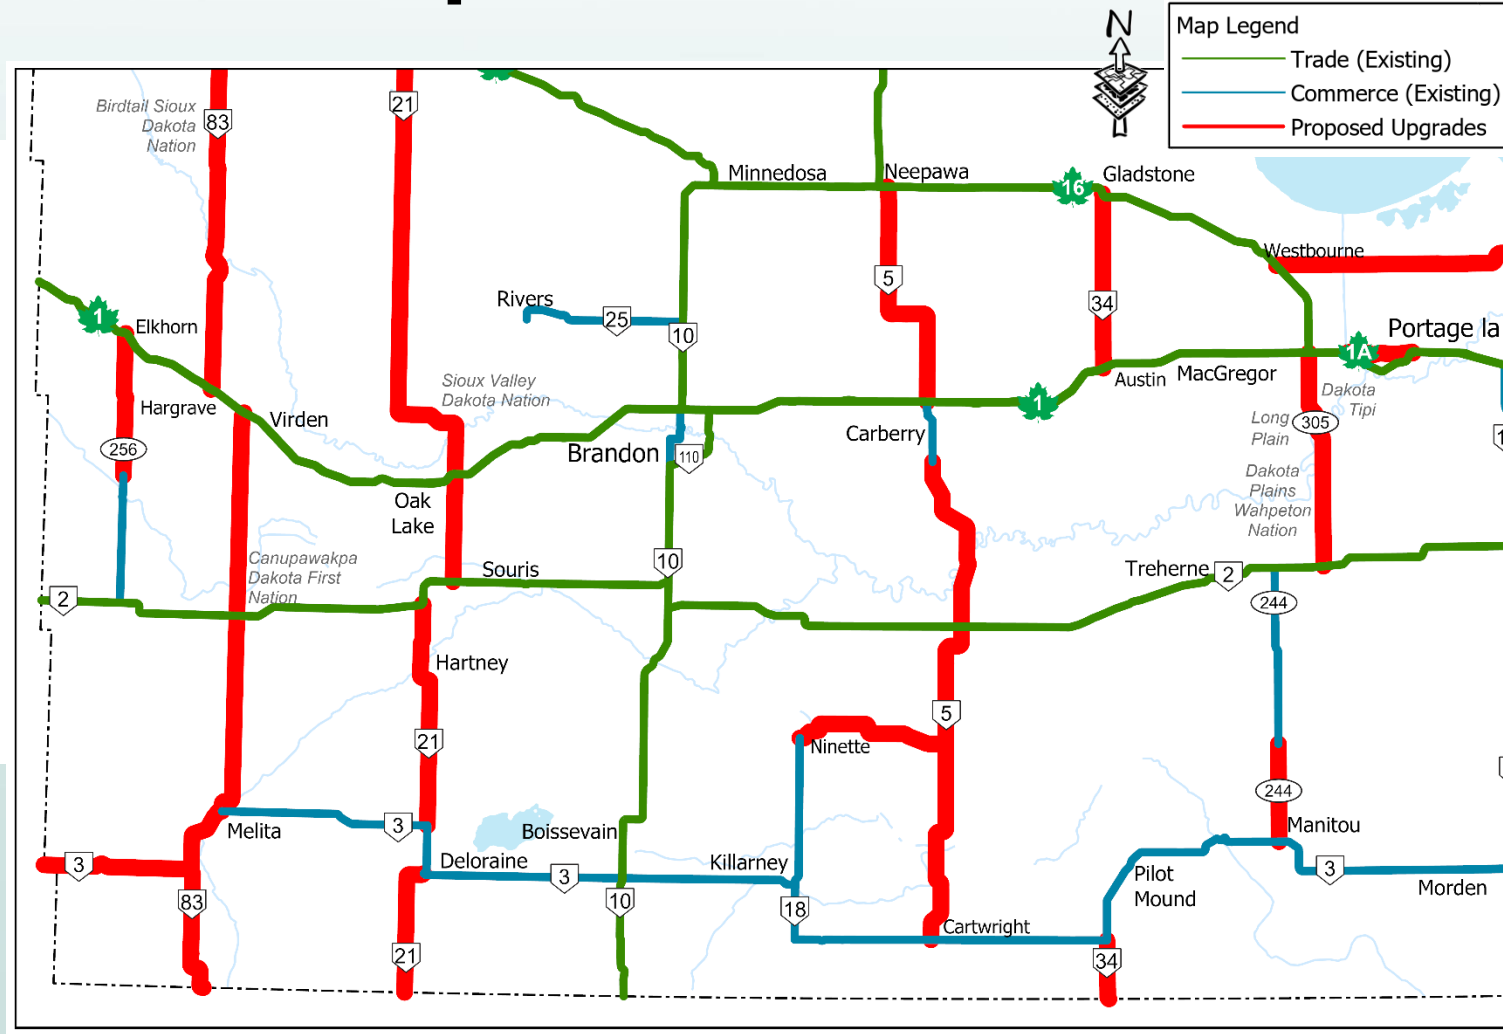 N
Map Legend
Trade (Existing)
Commerce (Existing)
Proposed Upgrades
Birdtail Sioux
Dakota
Nation
83
21
Minnedosa
Neepawa
16
Gladstone
Westbourne
5
34
Rivers
25
10
1
Elkhorn
1A
Portage la
Sioux Valley
Dakota Nation
Hargrave
Virden
Austin
MacGregor
Dakota
Tipi
1
Long
Plain
305
256
Brandon
110
Carberry
Dakota
Plains
Wahpeton
Nation
Oak
Lake
Canupawakpa
Dakota First
Nation
10
Souris
Treherne
2
2
244
Hartney
21
5
Ninette
244
Melita
3
Boissevain
Manitou
3
Deloraine
3
Killarney
3
Pilot
Mound
Morden
83
10
18
Cartwright
21
34